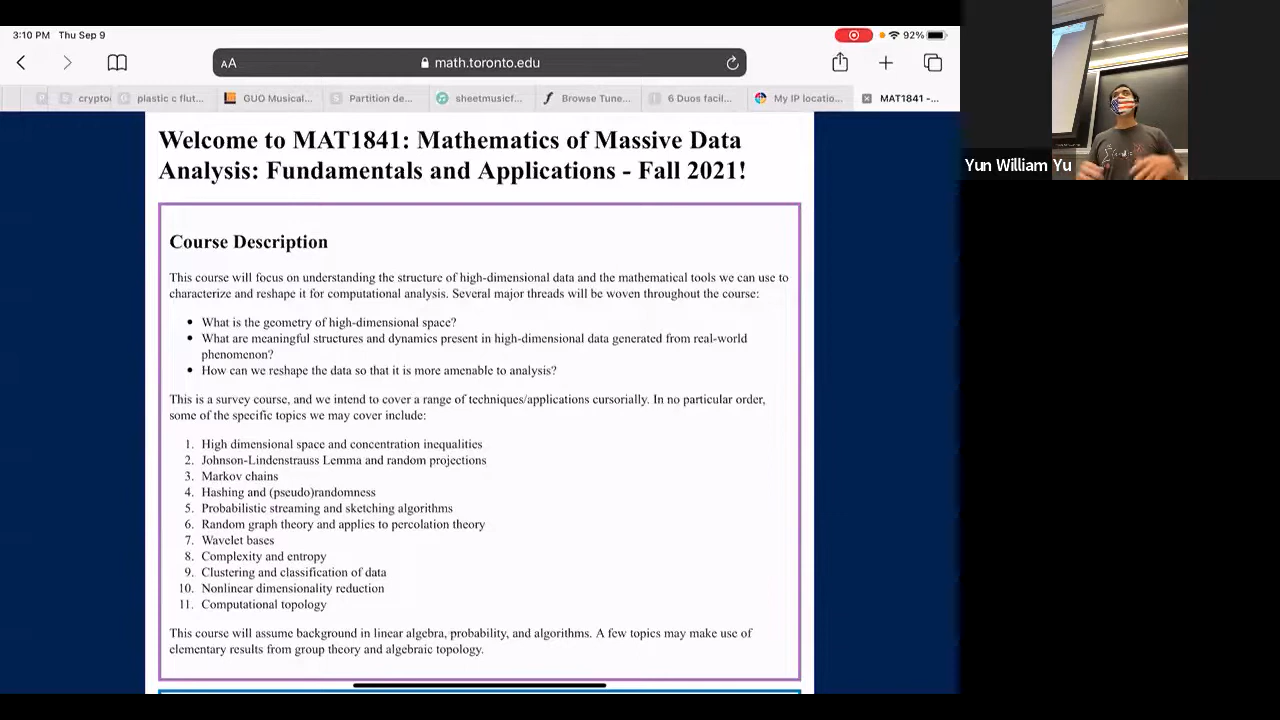 3:10 PM Thu Sep 9
92%
AA
math.toronto.edu
crypto
plastic c flut...
GUO Musical...
Partition de...
sheetmusicf...
Browse Tune...
6 Duos facil...
My IP locatio...
MAT1841 -...
Welcome to MAT1841: Mathematics of Massive Data
Analysis: Fundamentals and Applications - Fall 2021!
Course Description
This course will focus on understanding the structure of high-dimensional data and the mathematical tools we can use to
characterize and reshape it for computational analysis. Several major threads will be woven throughout the course:
• What is the geometry of high-dimensional space?
• What are meaningful structures and dynamics present in high-dimensional data generated from real-world
phenomenon?
• How can we reshape the data so that it is more amenable to analysis?
This is a survey course, and we intend to cover a range of techniques/applications cursorially. In no particular order,
some of the specific topics we may cover include:
1. High dimensional space and concentration inequalities
2. Johnson-Lindenstrauss Lemma and random projections
3. Markov chains
4. Hashing and (pseudo)randomness
5. Probabilistic streaming and sketching algorithms
6. Random graph theory and applies to percolation theory
7. Wavelet bases
8. Complexity and entropy
9. Clustering and classification of data
10. Nonlinear dimensionality reduction
11. Computational topology
This course will assume background in linear algebra, probability, and algorithms. A few topics may make use of
elementary results from group theory and algebraic topology.
Yun William Yu